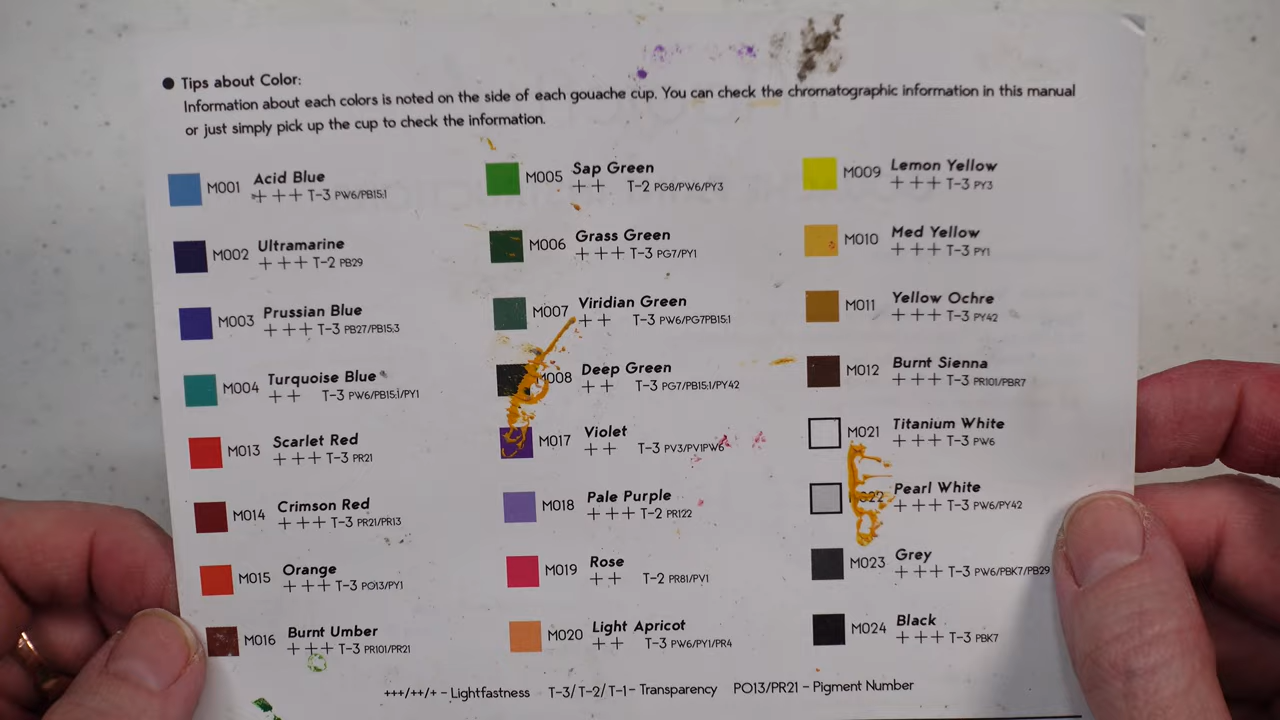 ● Tips about Color:
Information about each colors is noted on the side of each gouache cup. You can check the chromatographic information in this manual
or just simply pick up the cup to check the information.
M001 Acid Blue
+++ T-3 PW6/PB15:1
M002 Ultramarine
+++ T-2 PB29
M003 Prussian Blue
+++ T-3 PB27/PB15:3
M004 Turquoise Blue
++ T-3 PW6/PB15:1/PY1
M013 Scarlet Red
+++ T-3 PR21
M014 Crimson Red
+++ T-3 PR21/PR13
M015 Orange
+++ T-3 PO13/PY1
M016 Burnt Umber
+++ T-3 PR101/PR21
M005 Sap Green
++ T-2 PG8/PW6/PY3
M006 Grass Green
+++ T-3 PG7/PY1
M007 Viridian Green
++ T-3 PW6/PG7PB15:1
M008 Deep Green
++ T-3 PG7/PB15:1/PY42
M017 Violet
++ T-3 PV3/PV1PW6
M018 Pale Purple
+++ T-2 PR122
M019 Rose
++ T-2 PR81/PV1
M020 Light Apricot
++ T-3 PW6/PY1/PR4
M009 Lemon Yellow
+++ T-3 PY3
M010 Med Yellow
+++ T-3 PY1
M011 Yellow Ochre
+++ T-3 PY42
M012 Burnt Sienna
+++ T-3 PR101/PBR7
M021 Titanium White
+++ T-3 PW6
Pearl White
+++ T-3 PW6/PY42
M023 Grey
+++ T-3 PW6/PBK7/PB29
M024 Black
+++ T-3 PBK7
+++/++/+ - Lightfastness T-3/ T-2/ T-1 - Transparency PO13/PR21 - Pigment Number